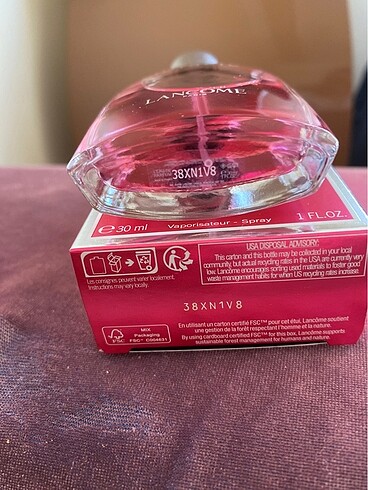 LANCÔME
38XN1V8
℮ 30 ml Vaporisateur - Spray 1 FL.OZ.
Les consignes peuvent varier localement.
Instructions may vary locally.
USA DISPOSAL ADVISORY:
This carton and this bottle may be collected in your local
community, but actual recycling rates in the USA are currently very
low. Lancôme encourages sorting used materials to foster good
waste management habits for when US recycling rates increase.
38XN1V8
FSC
MIX
Packaging
FSC™ C004631
En utilisant un carton certifié FSC™ pour cet étui, Lancôme soutient
une gestion de la forêt respectant l'homme et la nature.
By using cardboard certified FSC™ for this box, Lancôme supports
sustainable forest management for humans and nature.